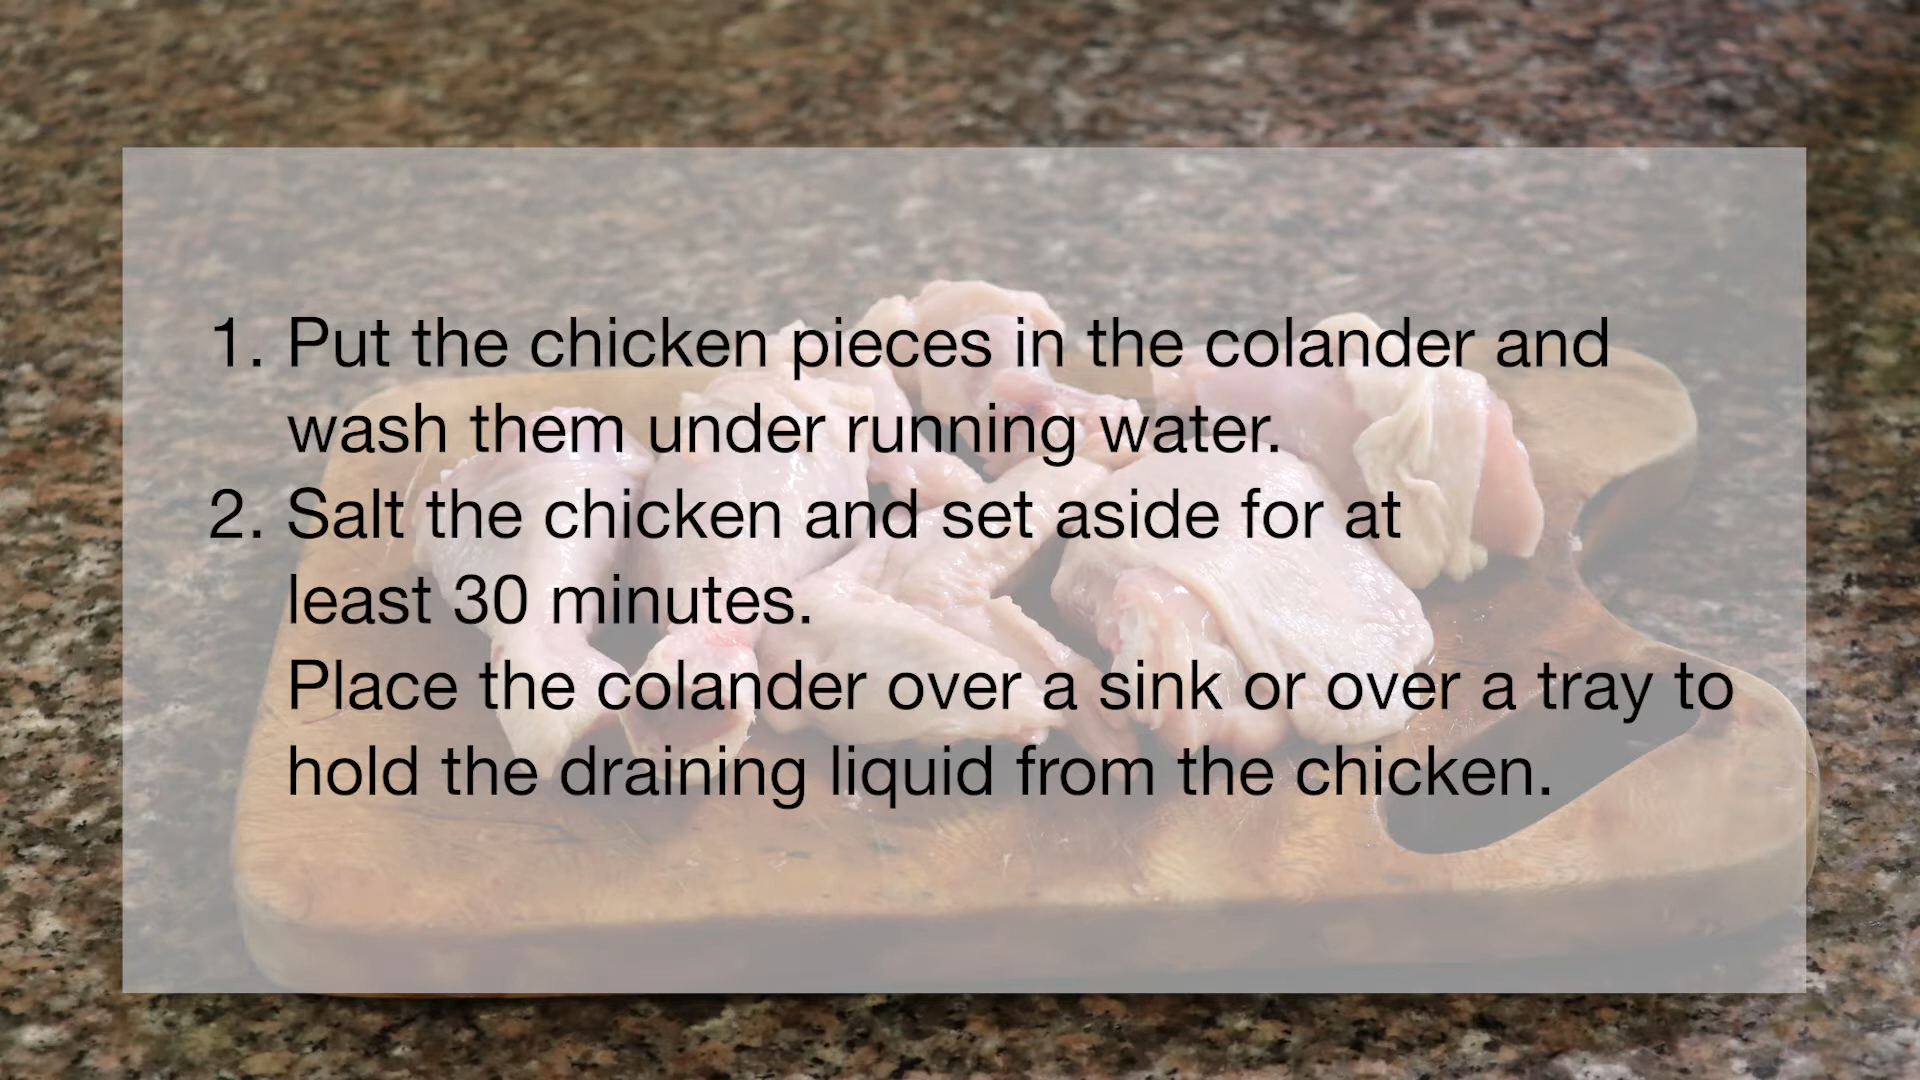 1. Put the chicken pieces in the colander and
wash them under running water.
2. Salt the chicken and set aside for at
least 30 minutes.
Place the colander over a sink or over a tray to
hold the draining liquid from the chicken.